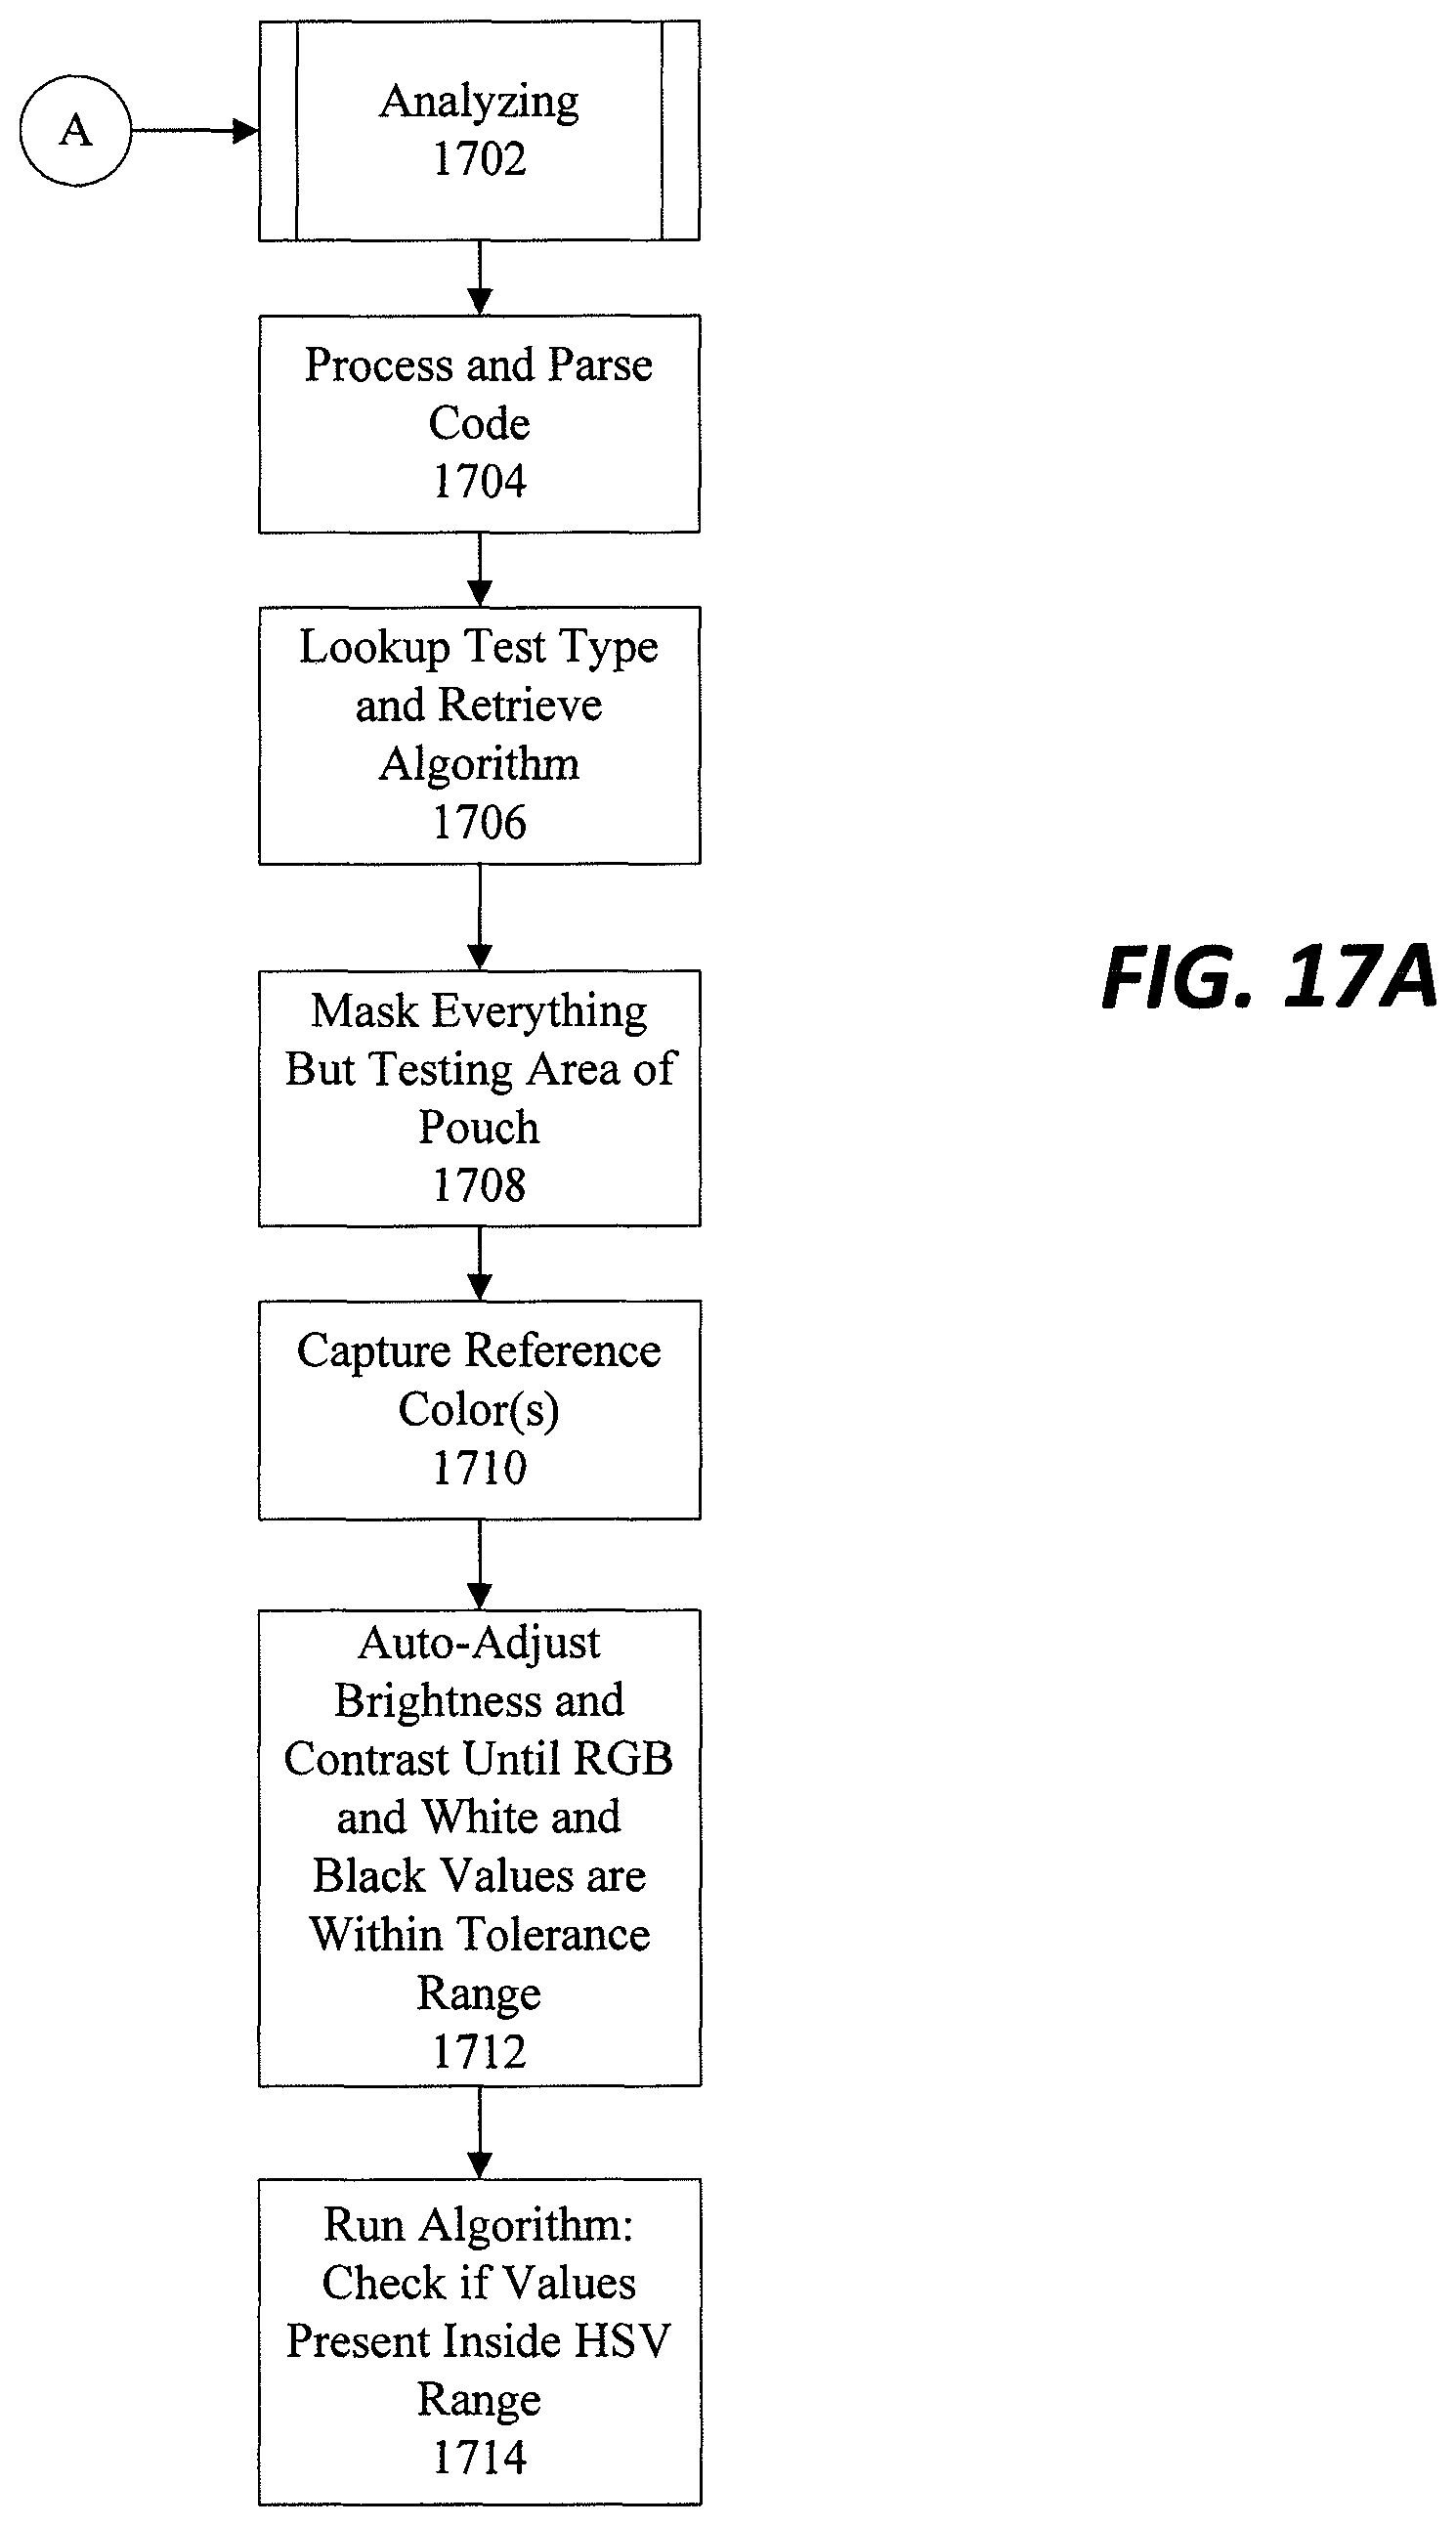 A
Analyzing
1702
Process and Parse
Code
1704
Lookup Test Type
and Retrieve
Algorithm
1706
Mask Everything
But Testing Area of
Pouch
1708
Capture Reference
Color(s)
1710
Auto-Adjust
Brightness and
Contrast Until RGB
and White and
Black Values are
Within Tolerance
Range
1712
Run Algorithm:
Check if Values
Present Inside HSV
Range
1714
FIG. 17A